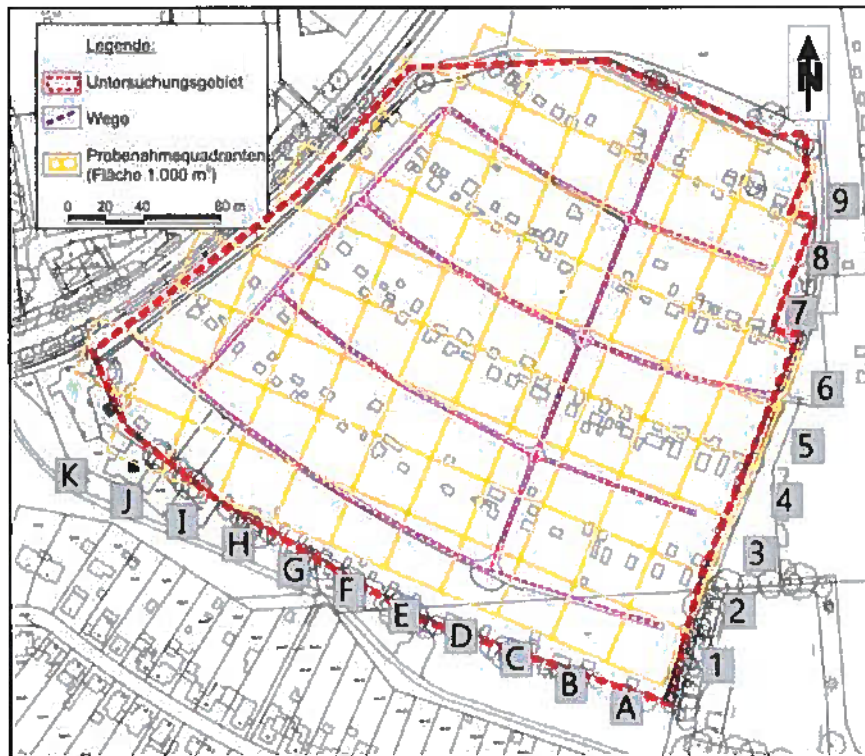 Legende:
Untersuchungsgebiet
Wege
Probenahmequadranten
(Fläche 1.000 m²)
0 20 40 80 m
N
9
8
7
6
5
4
3
2
1
K
J
I
H
G
F
E
D
C
B
A